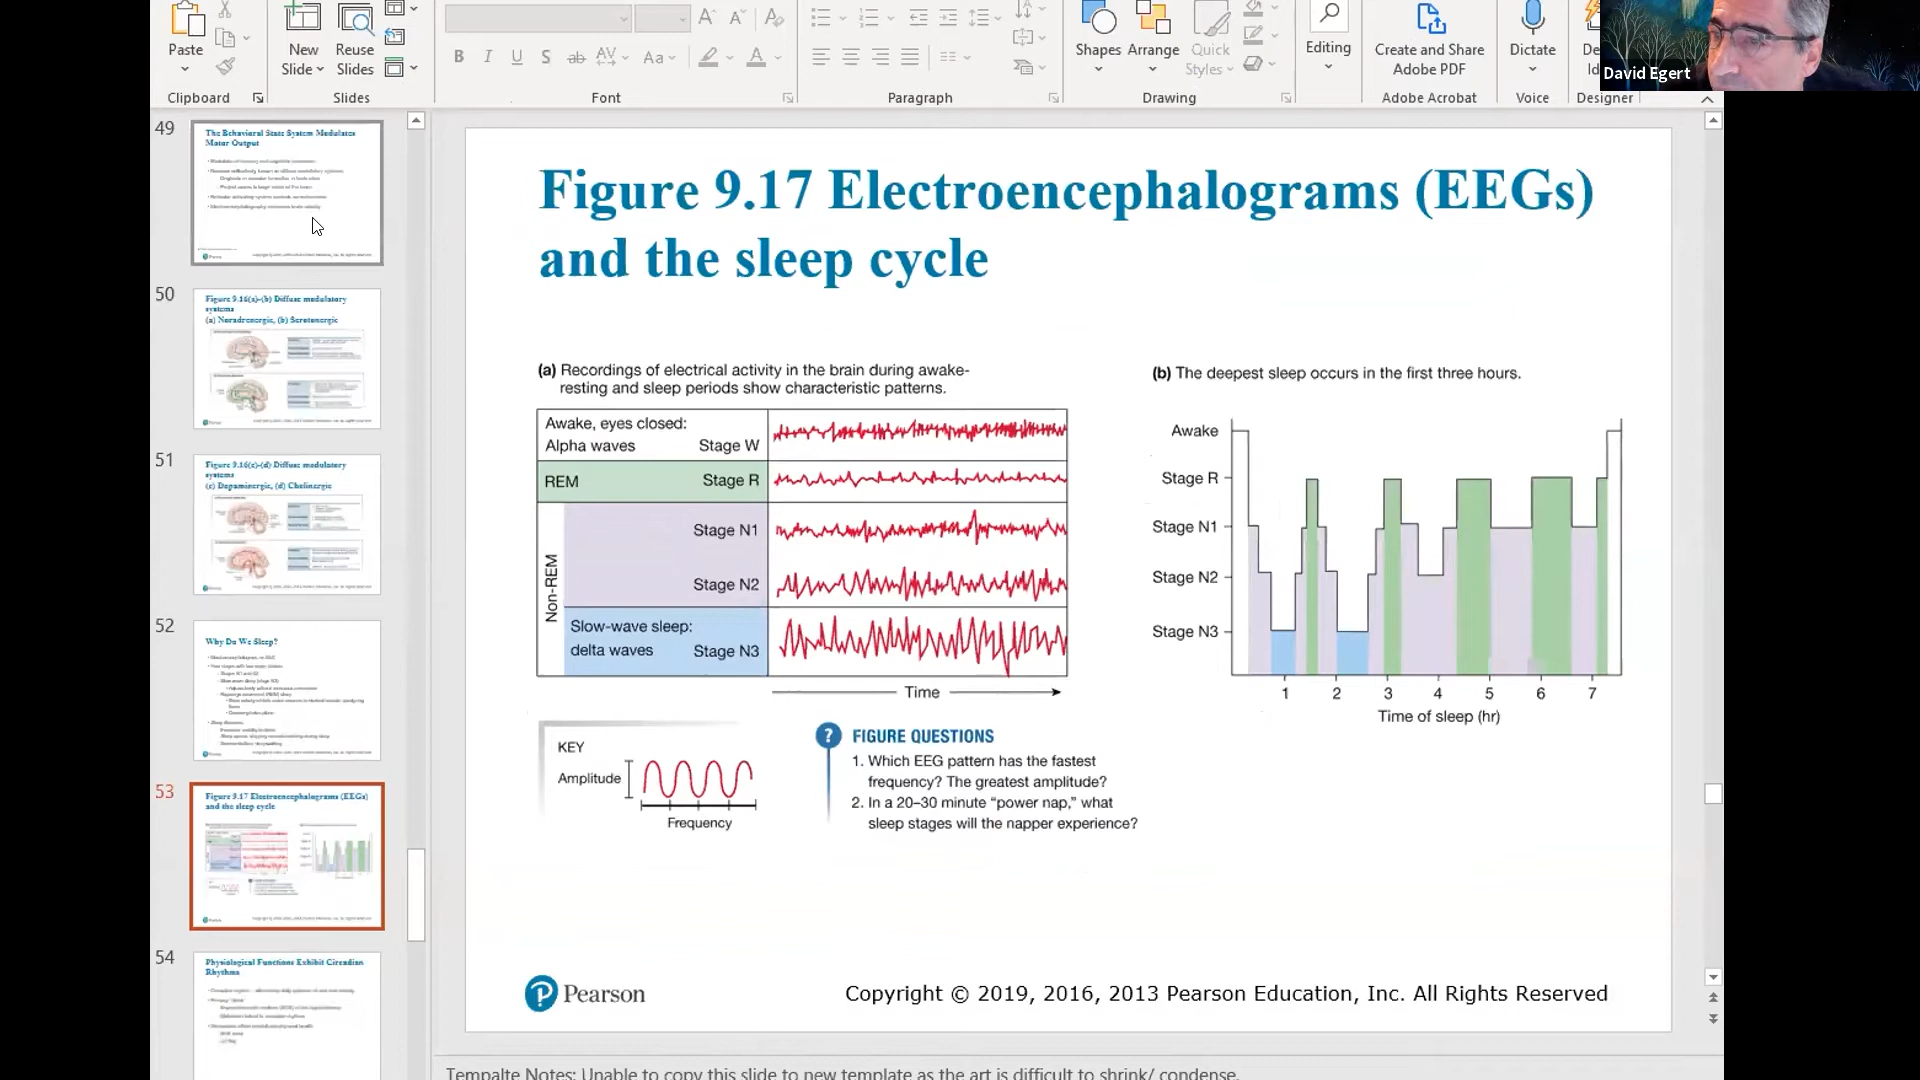 Paste
Clipboard
New
Slide
Reuse
Slides
Slides
B I U S ab AV Aa A
Font
Paragraph
Shapes
Arrange
Quick
Styles
Drawing
Editing
Create and Share
Adobe PDF
Adobe Acrobat
Dictate
Voice
Designer
David Egert
49
The Behavioral State System Modulates
Motor Output
50
Figure 9.16(a)-(b) Diffuse modulatory
systems
(a) Noradrenergic, (b) Serotonergic
51
Figure 9.16(c)-(d) Diffuse modulatory
systems
(c) Dopaminergic, (d) Cholinergic
52
Why Do We Sleep?
53
Figure 9.17 Electroencephalograms (EEGs)
and the sleep cycle
54
Physiological Functions Exhibit Circadian
Rhythms
Figure 9.17 Electroencephalograms (EEGs)
and the sleep cycle
(a) Recordings of electrical activity in the brain during awake-
resting and sleep periods show characteristic patterns.
Awake, eyes closed:
Alpha waves Stage W
REM Stage R
Non-REM
Stage N1
Stage N2
Slow-wave sleep:
delta waves Stage N3
Time
KEY
Amplitude
Frequency
? FIGURE QUESTIONS
1. Which EEG pattern has the fastest
frequency? The greatest amplitude?
2. In a 20–30 minute “power nap,” what
sleep stages will the napper experience?
(b) The deepest sleep occurs in the first three hours.
Awake
Stage R
Stage N1
Stage N2
Stage N3
1 2 3 4 5 6 7
Time of sleep (hr)
Pearson
Copyright © 2019, 2016, 2013 Pearson Education, Inc. All Rights Reserved
Tempalte Notes: Unable to copy this slide to new template as the art is difficult to shrink/ condense.